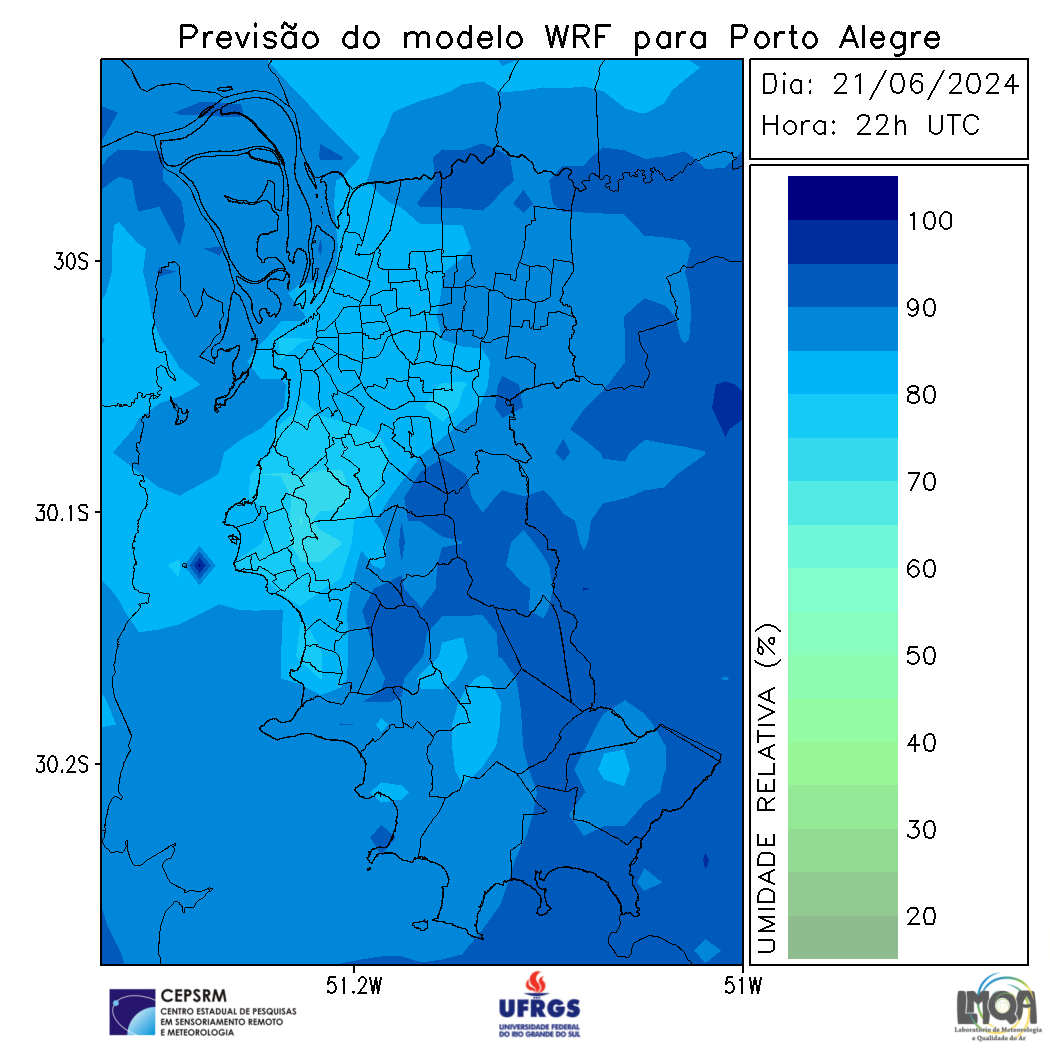 Previsão do modelo WRF para Porto Alegre
Dia: 21/06/2024
Hora: 22h UTC
30S
30.1S
30.2S
51.2W
51W
UMIDADE RELATIVA (%)
100
90
80
70
60
50
40
30
20
CEPSRM
CENTRO ESTADUAL DE PESQUISAS
EM SENSORIAMENTO REMOTO
E METEOROLOGIA
UFRGS
UNIVERSIDADE FEDERAL
DO RIO GRANDE DO SUL
LMQA
Laboratório de Meteorologia
e Qualidade do Ar